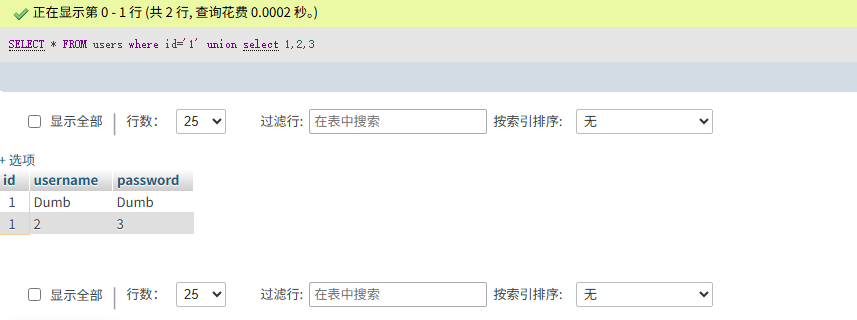 正在显示第 0 - 1 行 (共 2 行, 查询花费 0.0002 秒。)
SELECT * FROM users where id='1' union select 1,2,3
显示全部 行数: 25 过滤行: 在表中搜索 按索引排序: 无
+ 选项
id username password
1 Dumb Dumb
1 2 3
显示全部 行数: 25 过滤行: 在表中搜索 按索引排序: 无